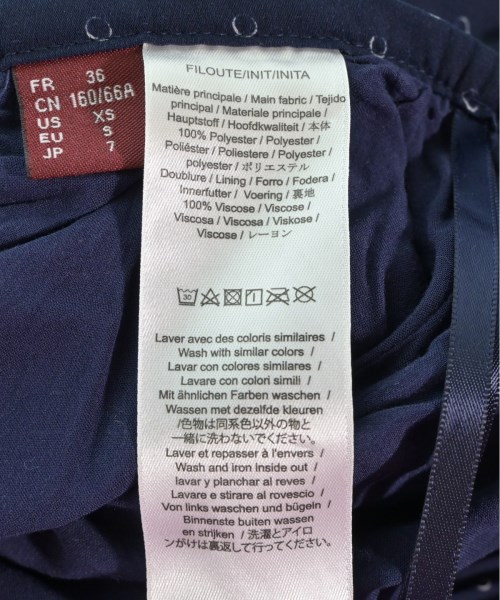 FR 36
CN 160/66A
US XS
EU S
JP 7
FILOUTE/INIT/INITA
Matière principale / Main fabric / Tejido
principal / Materiale principale /
Hauptstoff / Hoofdkwaliteit / 本体
100% Polyester / Polyester /
Poliéster / Poliestere / Polyester /
polyester / ポリエステル
Doublure / Lining / Forro / Fodera /
Innerfutter / Voering / 裏地
100% Viscose / Viscose /
Viscosa / Viscosa / Viskose /
Viscose / レーヨン
30
Laver avec des coloris similaires /
Wash with similar colors /
Lavar con colores similares /
Lavare con colori simili /
Mit ähnlichen Farben waschen /
Wassen met dezelfde kleuren
/色物は同系色以外の物と
一緒に洗わないでください。
Laver et repasser à l'envers /
Wash and iron inside out /
lavar y planchar al reves /
Lavare e stirare al rovescio /
Von links waschen und bügeln /
Binnenste buiten wassen
en strijken / 洗濯とアイロ
ンがけは裏返して行ってください。